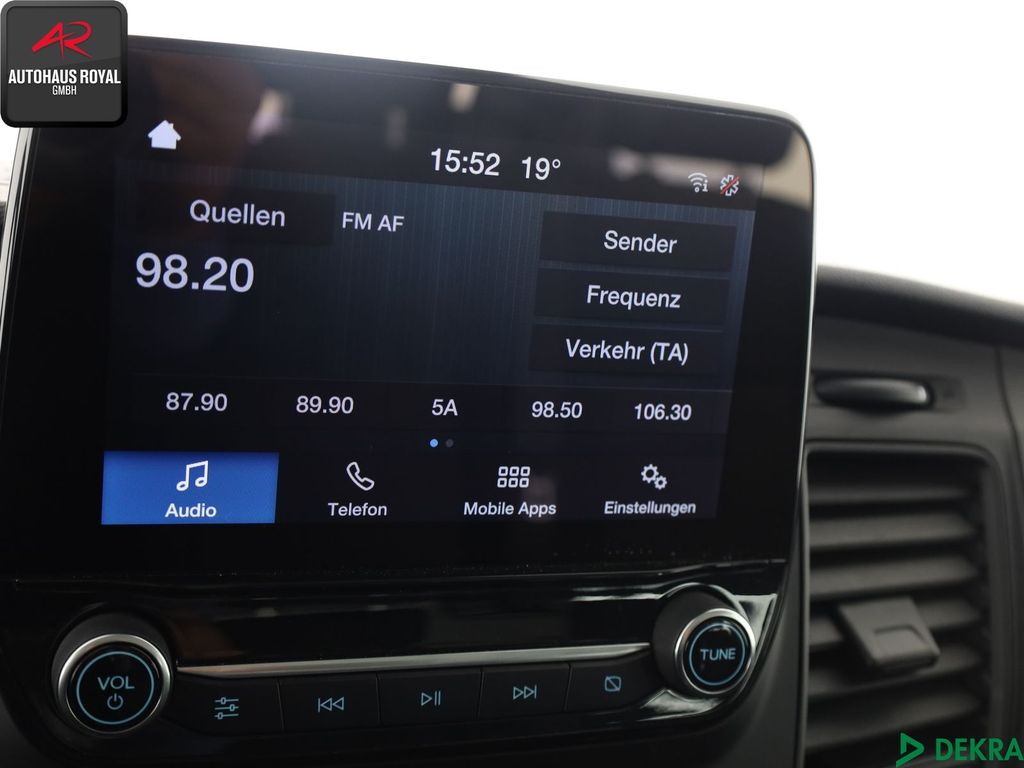 AR
AUTOHAUS ROYAL
GMBH
15:52 19°
Quellen FM AF
98.20
Sender
Frequenz
Verkehr (TA)
87.90 89.90 5A 98.50 106.30
Audio Telefon Mobile Apps Einstellungen
VOL
TUNE
DEKRA